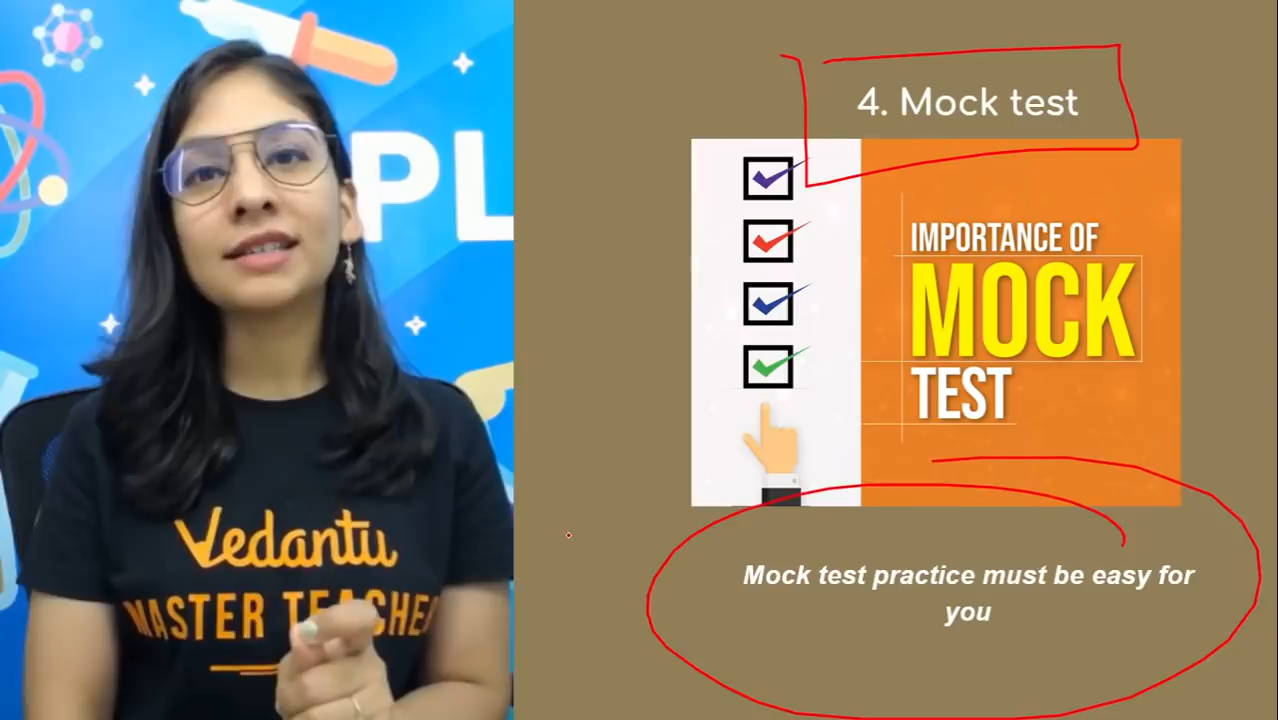 PL
Vedantu
MASTER TEACHER
4. Mock test
IMPORTANCE OF
MOCK
TEST
Mock test practice must be easy for
you